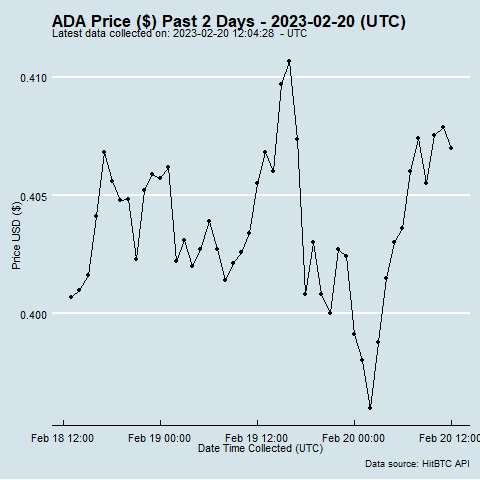 ADA Price ($) Past 2 Days - 2023-02-20 (UTC)
Latest data collected on: 2023-02-20 12:04:28 - UTC
0.410
0.405
0.400
Price USD ($)
Feb 18 12:00 Feb 19 00:00 Feb 19 12:00 Feb 20 00:00 Feb 20 12:00
Date Time Collected (UTC)
Data source: HitBTC API